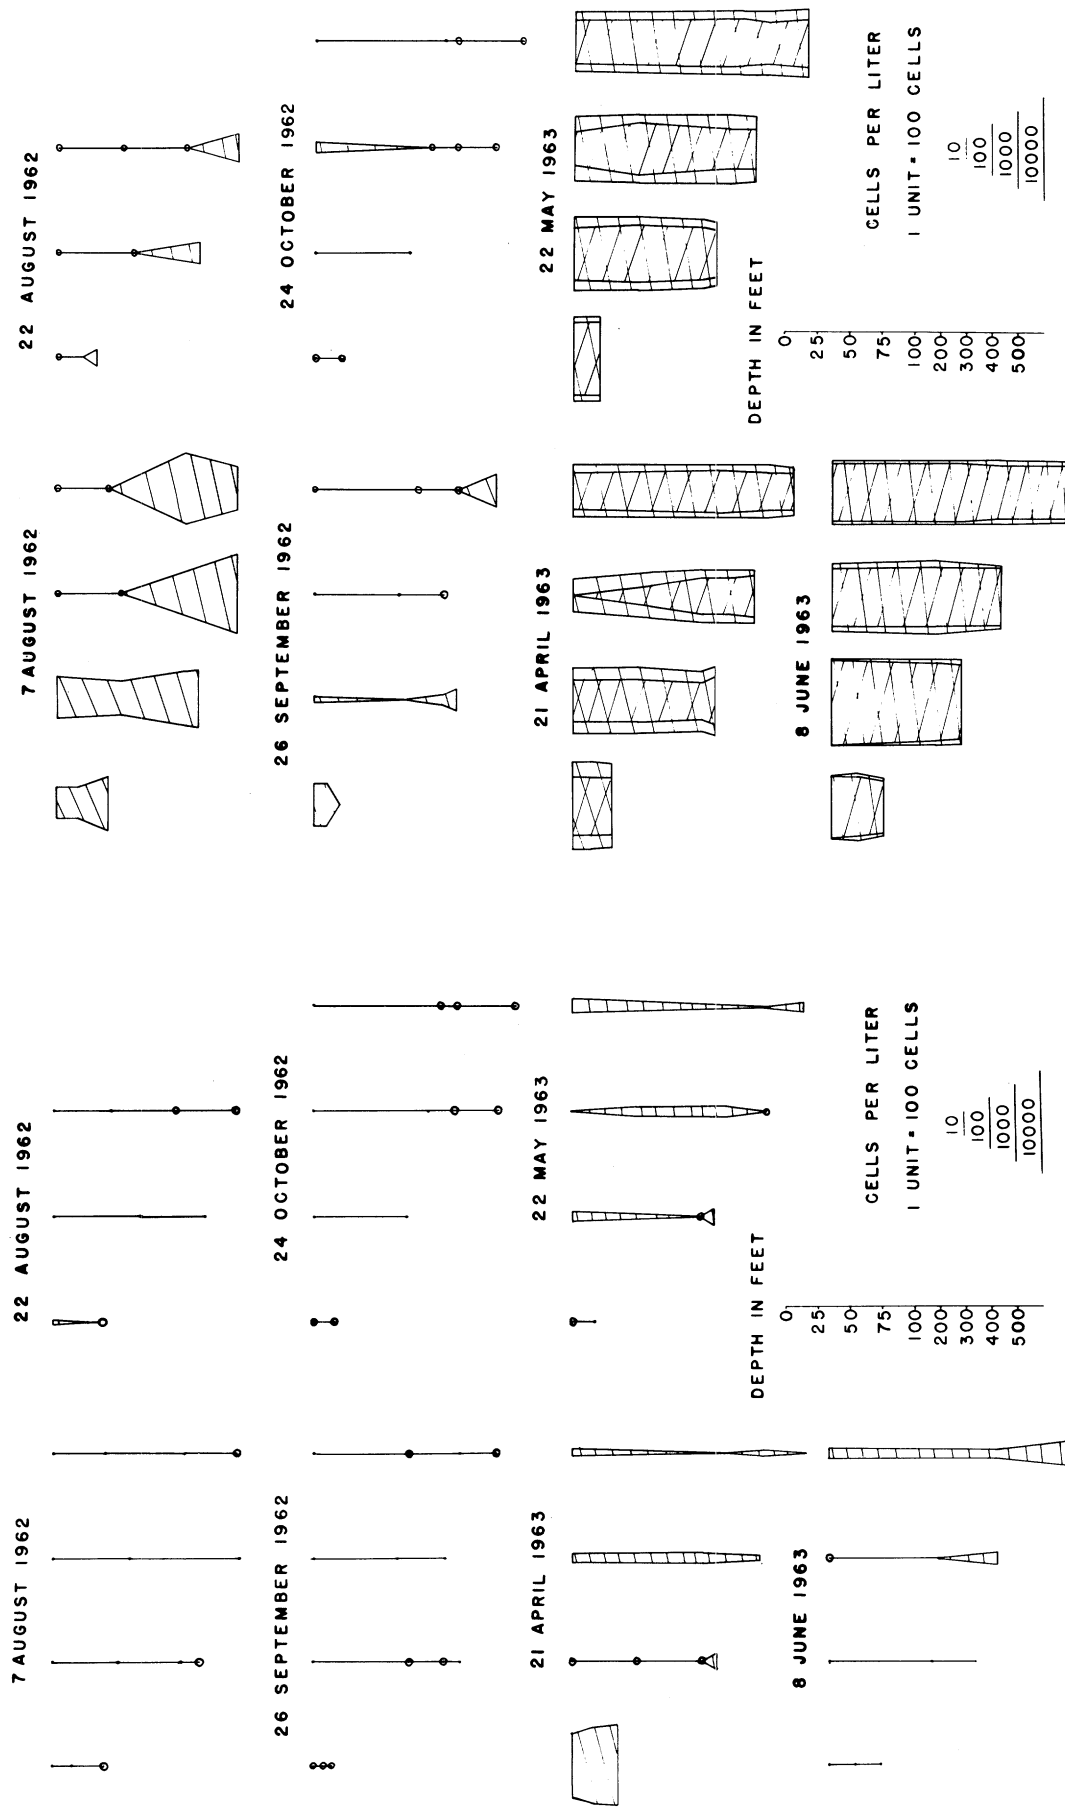 7 AUGUST 1962
22 AUGUST 1962
26 SEPTEMBER 1962
24 OCTOBER 1962
21 APRIL 1963
22 MAY 1963
8 JUNE 1963
DEPTH IN FEET
0
25
50
75
100
200
300
400
500
CELLS PER LITER
1 UNIT = 100 CELLS
10
100
1000
10000
7 AUGUST 1962
22 AUGUST 1962
26 SEPTEMBER 1962
24 OCTOBER 1962
21 APRIL 1963
22 MAY 1963
8 JUNE 1963
DEPTH IN FEET
0
25
50
75
100
200
300
400
500
CELLS PER LITER
1 UNIT = 100 CELLS
10
100
1000
10000